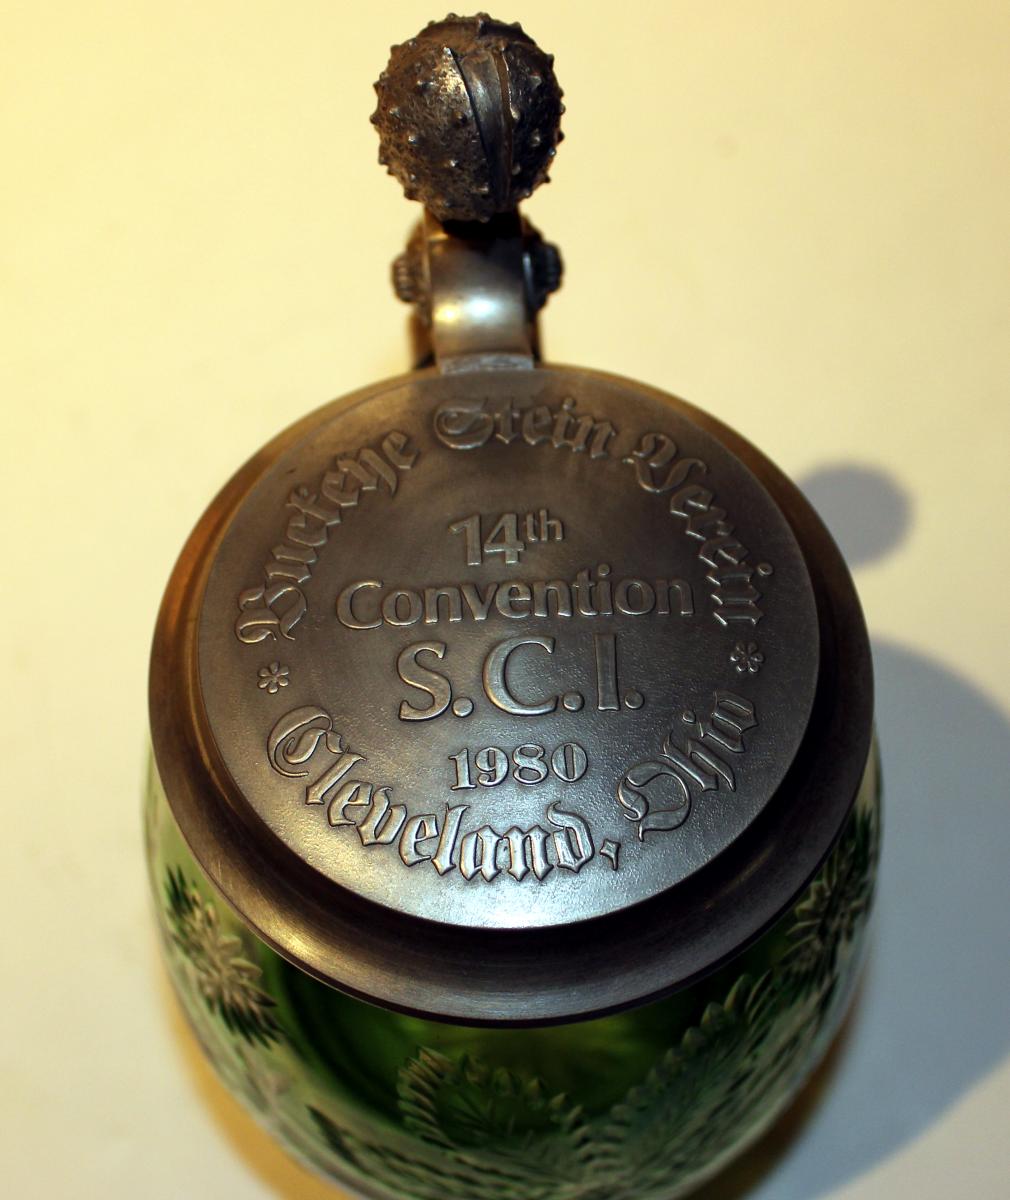 Buckeye Stein Verein
14th
Convention
S.C.I.
1980
Cleveland, Ohio